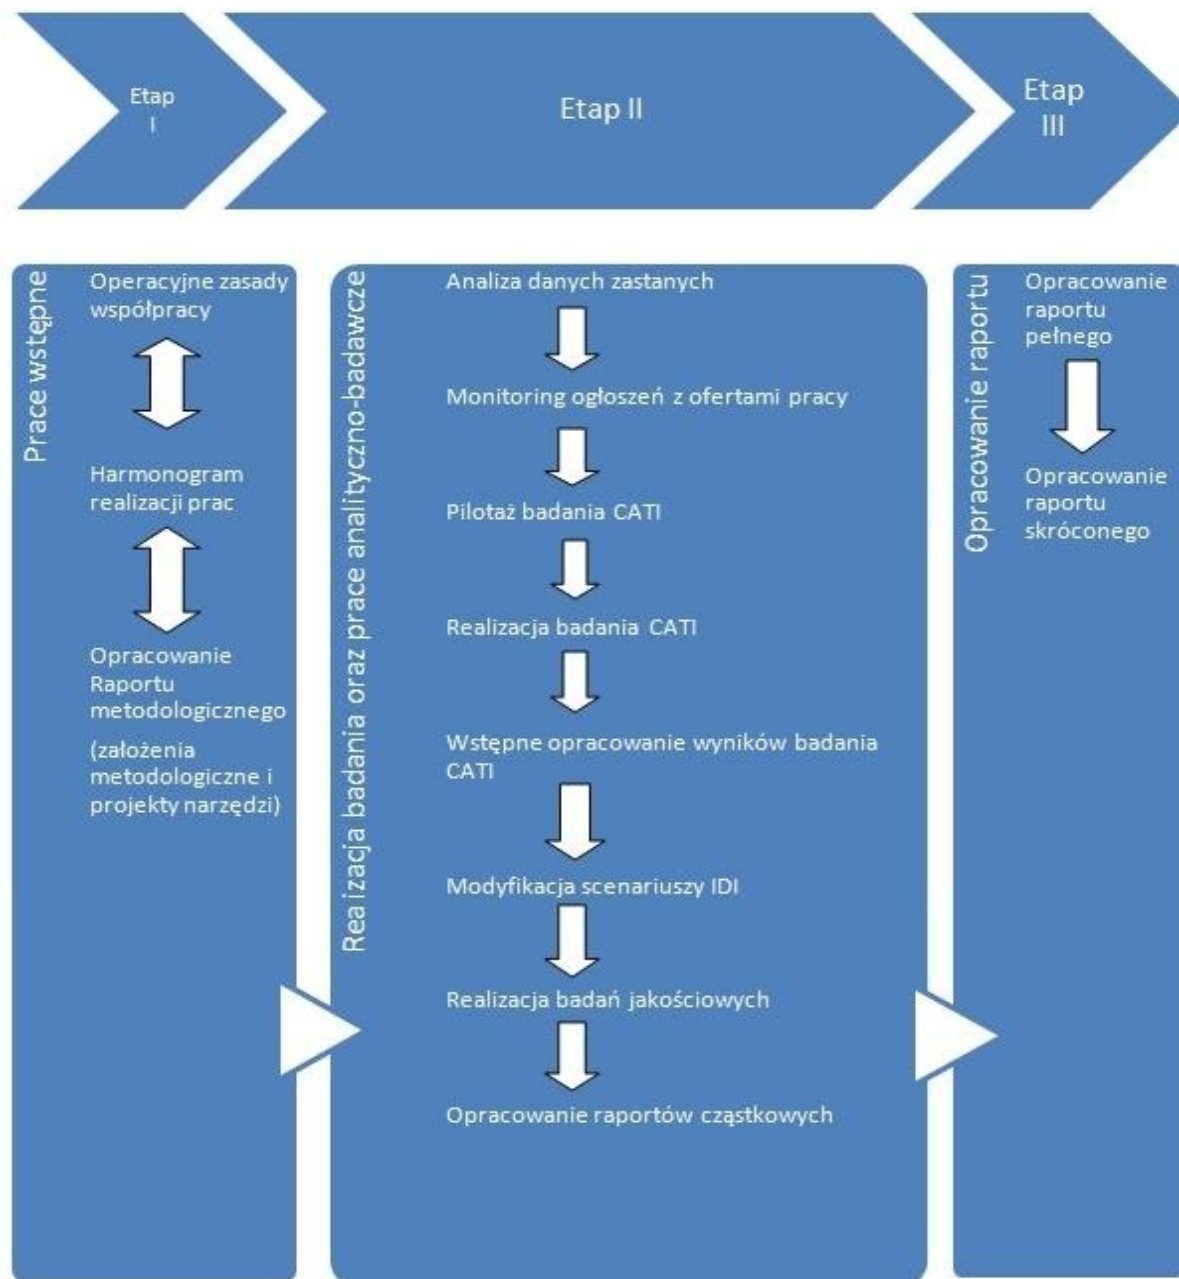 Etap
I
Etap II
Etap
III
Prace wstępne
Operacyjne zasady
współpracy
Harmonogram
realizacji prac
Opracowanie
Raportu
metodologicznego
(założenia
metodologiczne i
projekty narzędzi)
Realizacja badania oraz prace analityczno-badawcze
Analiza danych zastanych
Monitoring ogłoszeń z ofertami pracy
Pilotaż badania CATI
Realizacja badania CATI
Wstępne opracowanie wyników badania
CATI
Modyfikacja scenariuszy IDI
Realizacja badań jakościowych
Opracowanie raportów cząstkowych
Opracowanie raportu
Opracowanie
raportu
pełnego
Opracowanie
raportu
skróconego